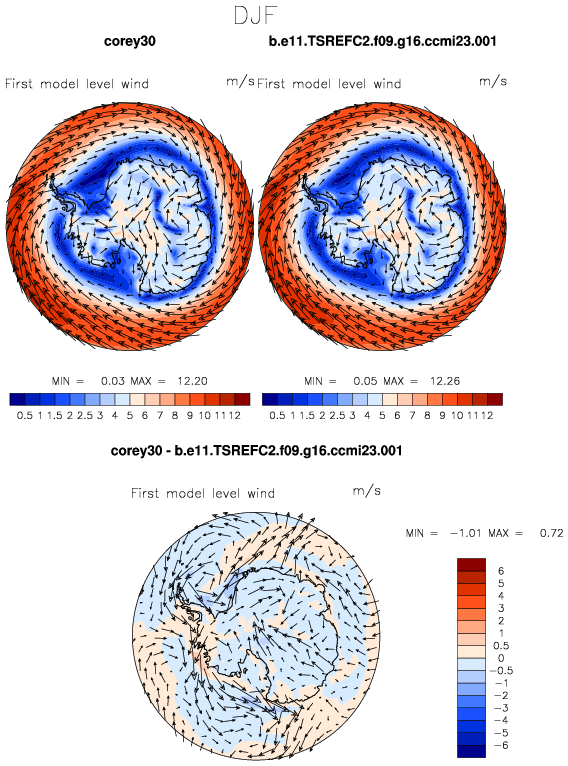 DJF
corey30 b.e11.TSREFC2.f09.g16.ccmi23.001
First model level wind m/s First model level wind m/s
MIN = 0.03 MAX = 12.20 MIN = 0.05 MAX = 12.26
0.5 1 1.5 2 2.5 3 4 5 6 7 8 9 10 11 12 0.5 1 1.5 2 2.5 3 4 5 6 7 8 9 10 11 12
corey30 - b.e11.TSREFC2.f09.g16.ccmi23.001
First model level wind m/s
MIN = -1.01 MAX = 0.72
6
5
4
3
2
1
0.5
0
-0.5
-1
-2
-3
-4
-5
-6